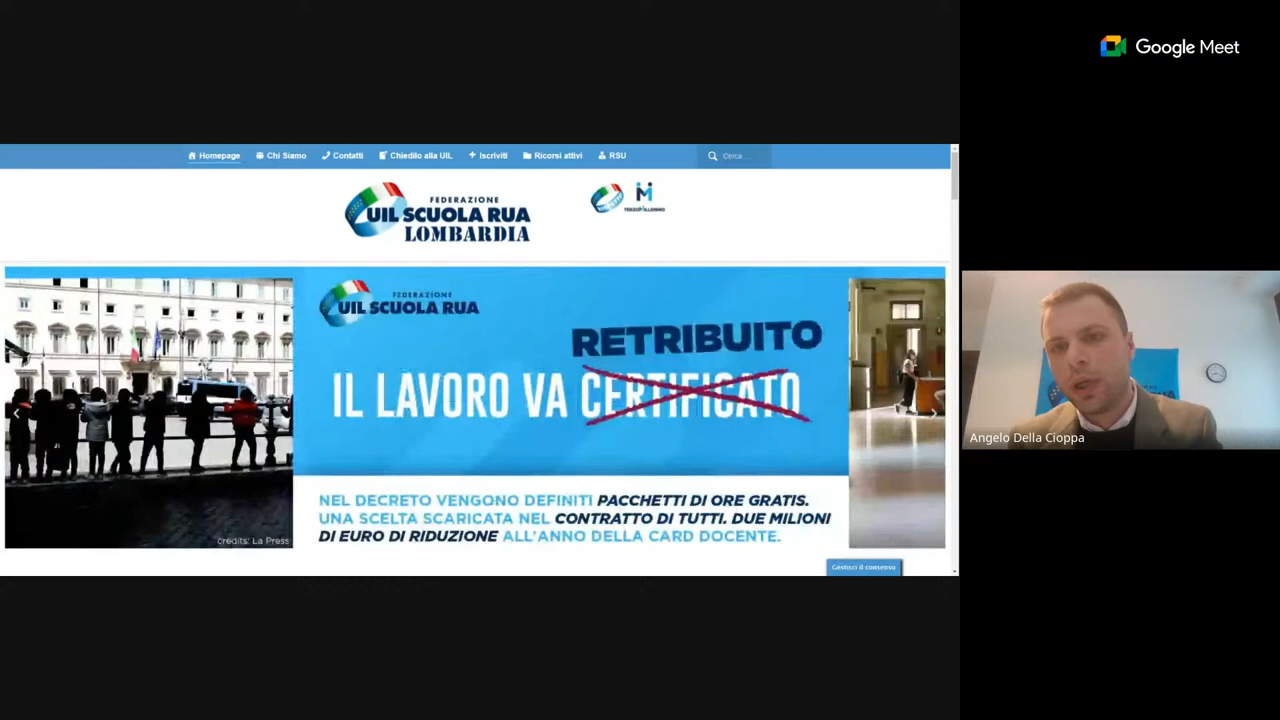 Google Meet
Homepage Chi Siamo Contatti Chiedilo alla UIL Iscriviti Ricorsi attivi RSU Cerca ...
FEDERAZIONE
UIL SCUOLA RUA
LOMBARDIA
TERZO MILLENNIO
FEDERAZIONE
UIL SCUOLA RUA
RETRIBUITO
IL LAVORO VA CERTIFICATO
NEL DECRETO VENGONO DEFINITI PACCHETTI DI ORE GRATIS.
UNA SCELTA SCARICATA NEL CONTRATTO DI TUTTI. DUE MILIONI
DI EURO DI RIDUZIONE ALL'ANNO DELLA CARD DOCENTE.
credits: La Press
Gestisci il consenso
Angelo Della Cioppa